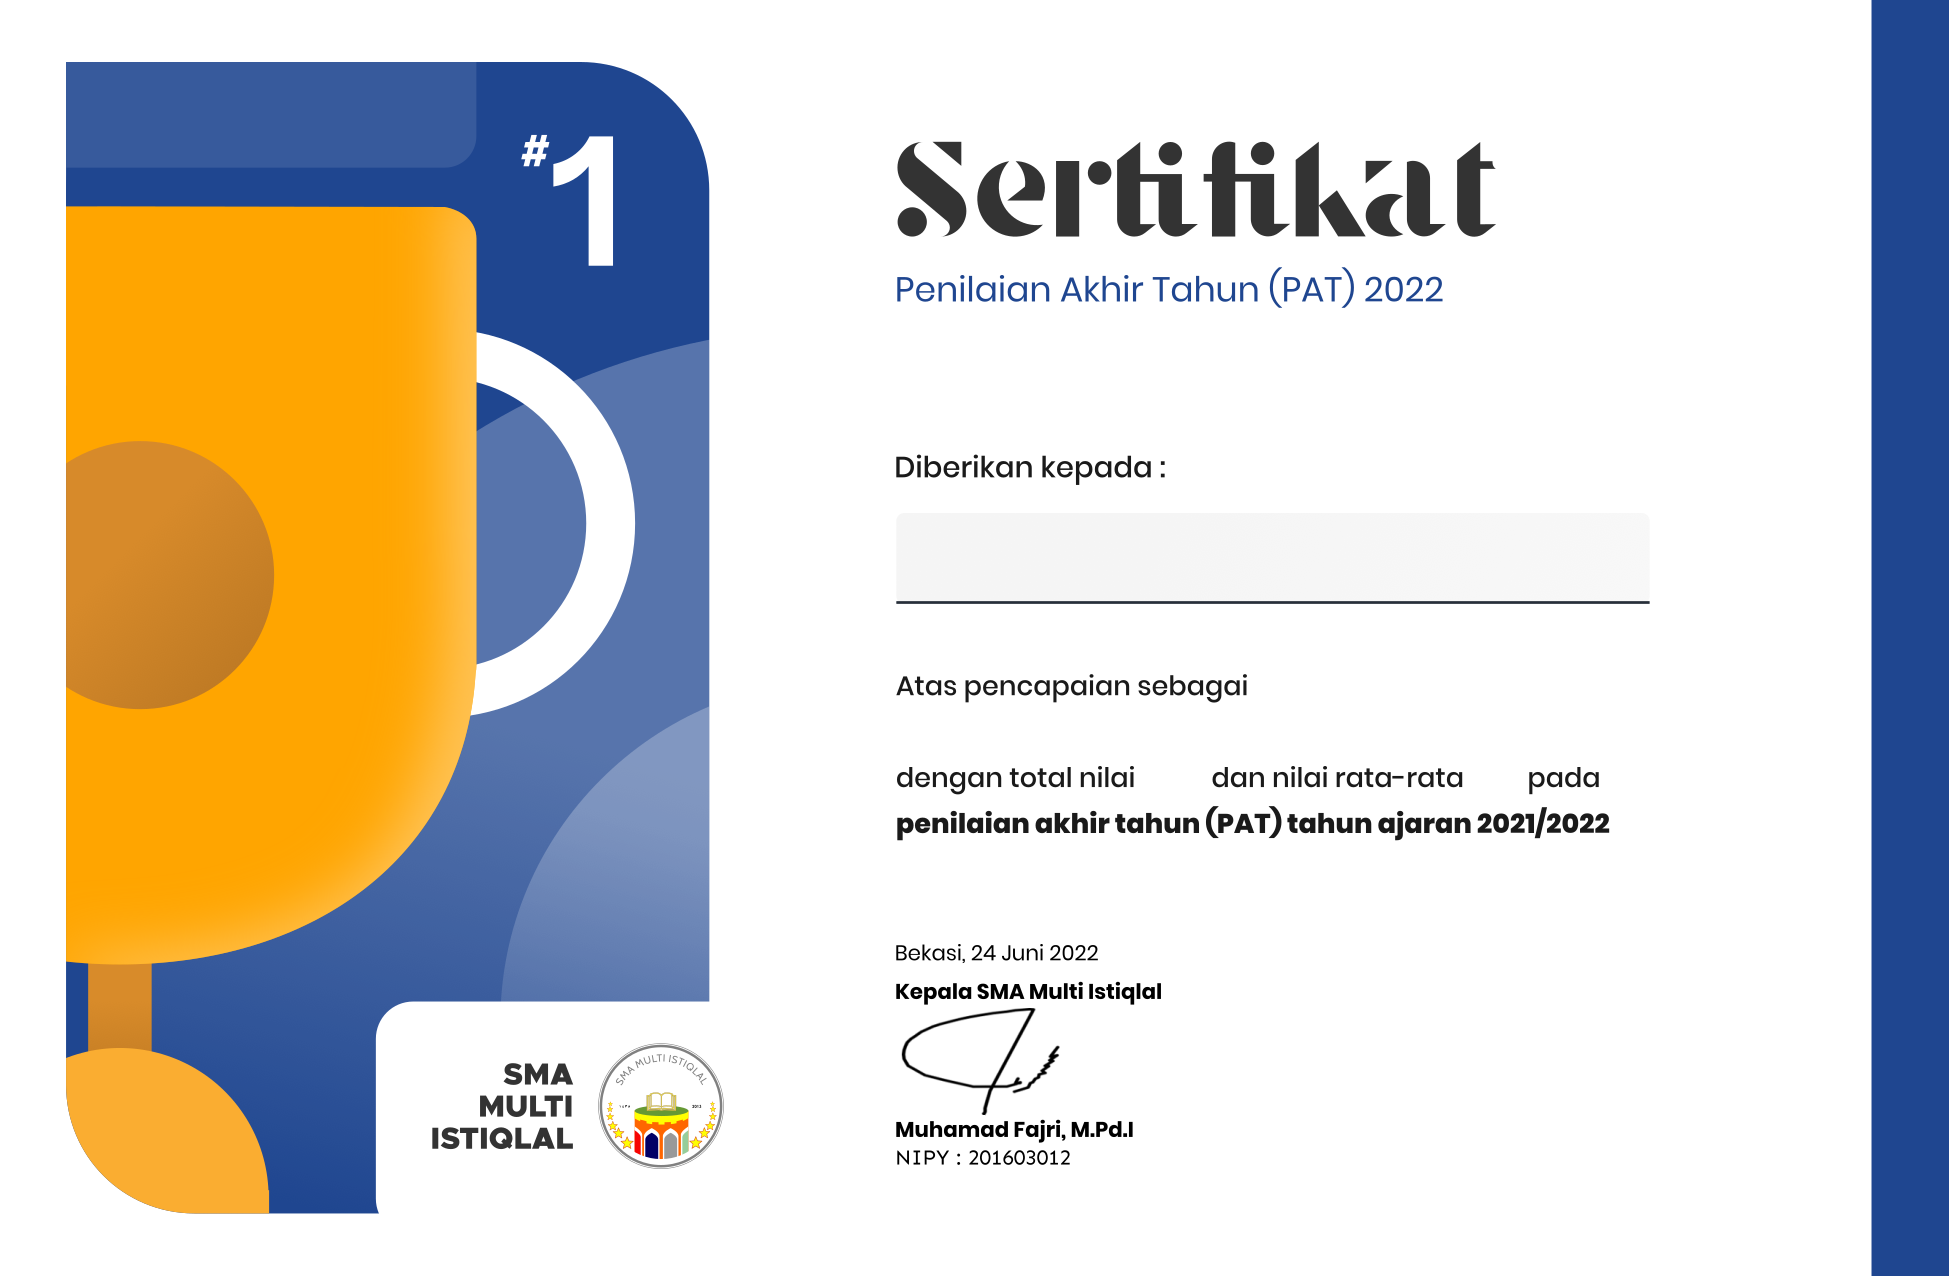 #1
Sertifikat
Penilaian Akhir Tahun (PAT) 2022
Diberikan kepada :
Atas pencapaian sebagai
dengan total nilai dan nilai rata-rata pada
penilaian akhir tahun (PAT) tahun ajaran 2021/2022
Bekasi, 24 Juni 2022
Kepala SMA Multi Istiqlal
Muhamad Fajri, M.Pd.I
NIPY : 201603012
SMA
MULTI
ISTIQLAL
SMA MULTI ISTIQLAL
2012